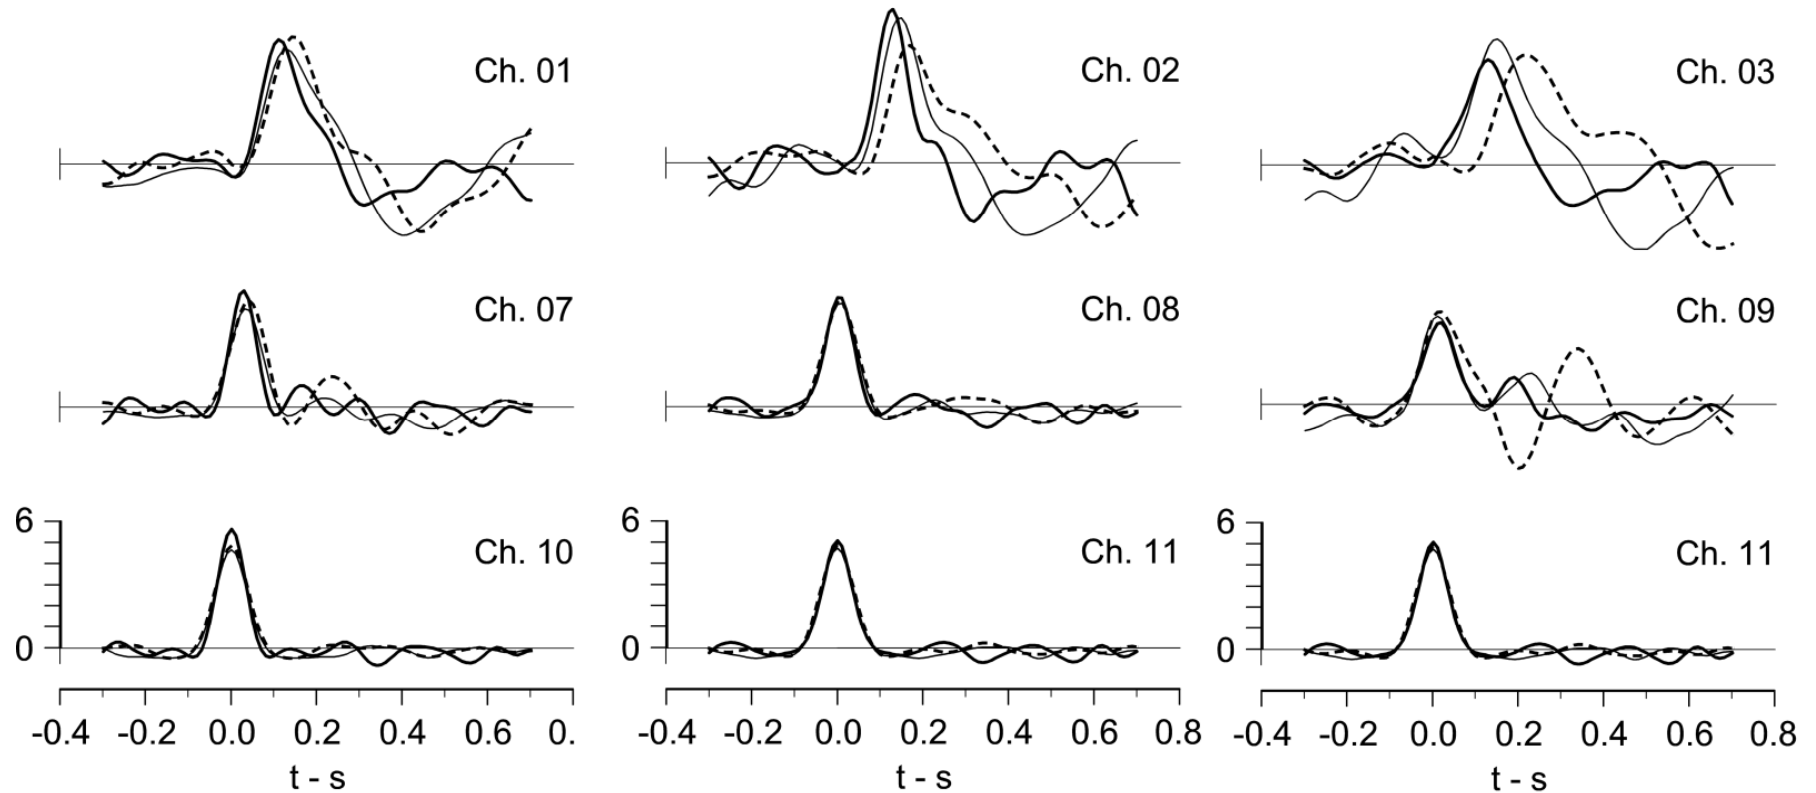 Ch. 01
Ch. 02
Ch. 03
Ch. 07
Ch. 08
Ch. 09
6
Ch. 10
0
6
Ch. 11
0
6
Ch. 11
0
-0.4 -0.2 0.0 0.2 0.4 0.6 0.
-0.4 -0.2 0.0 0.2 0.4 0.6 0.8
-0.4 -0.2 0.0 0.2 0.4 0.6 0.8
t - s
t - s
t - s